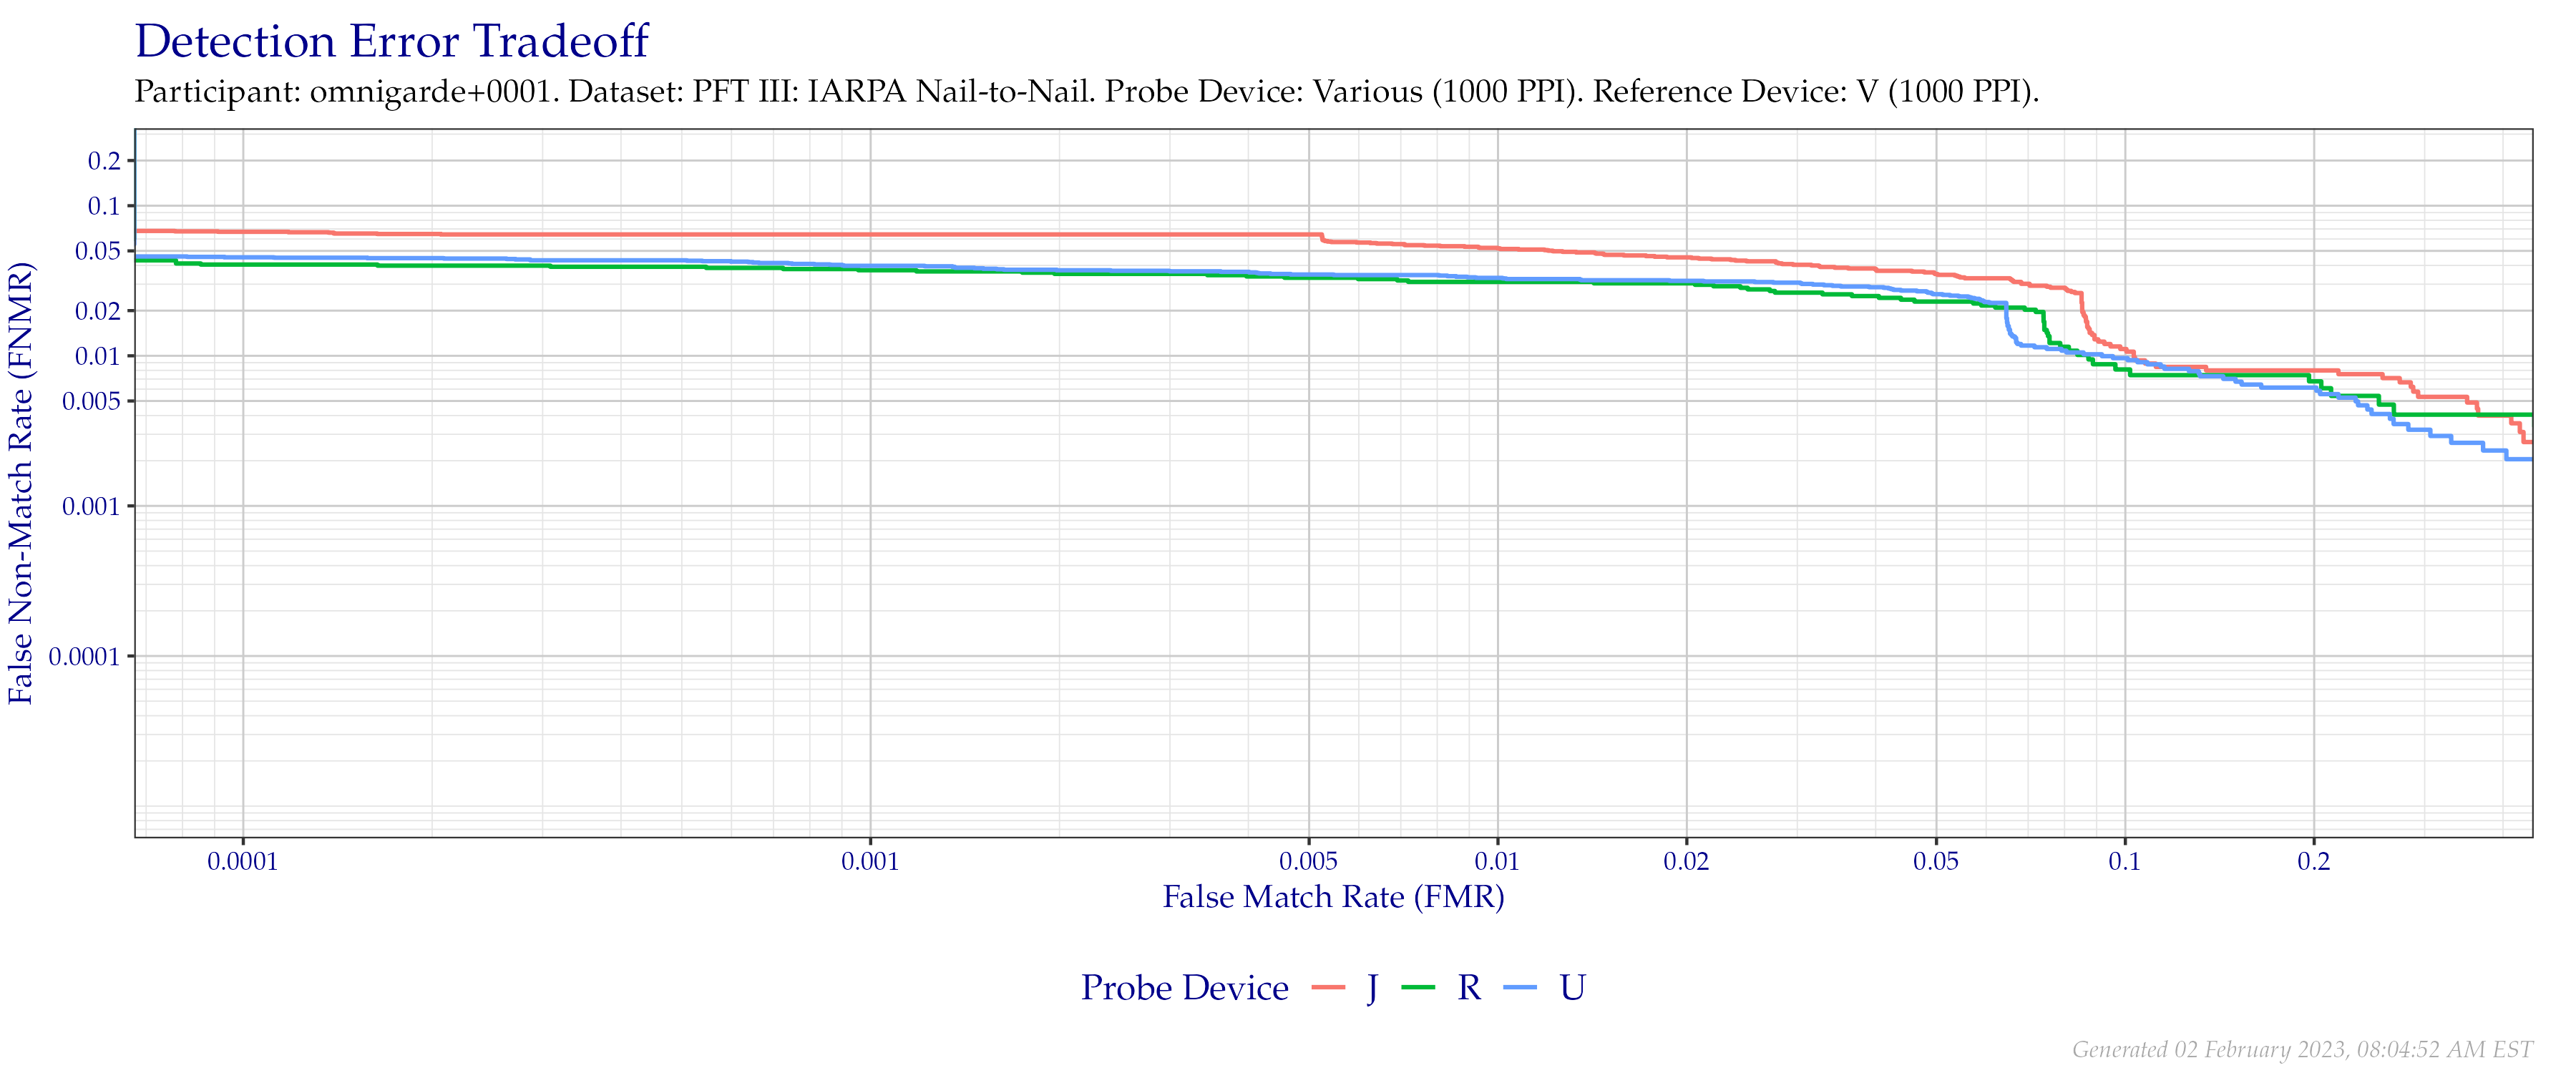 Detection Error Tradeoff
Participant: omnigarde+0001. Dataset: PFT III: IARPA Nail-to-Nail. Probe Device: Various (1000 PPI). Reference Device: V (1000 PPI).
False Non-Match Rate (FNMR)
0.2
0.1
0.05
0.02
0.01
0.005
0.001
0.0001
0.0001 0.001 0.005 0.01 0.02 0.05 0.1 0.2
False Match Rate (FMR)
Probe Device J R U
Generated 02 February 2023, 08:04:52 AM EST